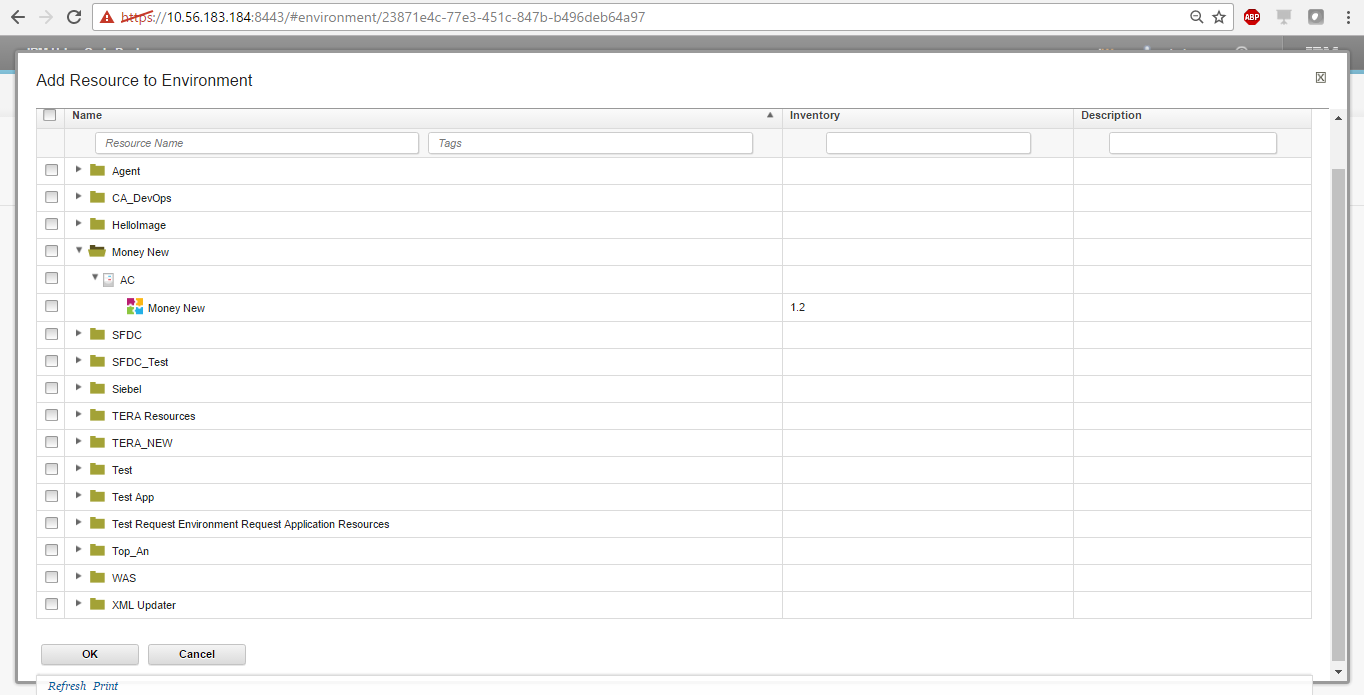 https://10.56.183.184:8443/#environment/23871e4c-77e3-451c-847b-b496deb64a97
ABP
Add Resource to Environment
Name Inventory Description
Resource Name Tags
Agent
CA_DevOps
HelloImage
Money New
AC
Money New 1.2
SFDC
SFDC_Test
Siebel
TERA Resources
TERA_NEW
Test
Test App
Test Request Environment Request Application Resources
Top_An
WAS
XML Updater
OK Cancel
Refresh Print